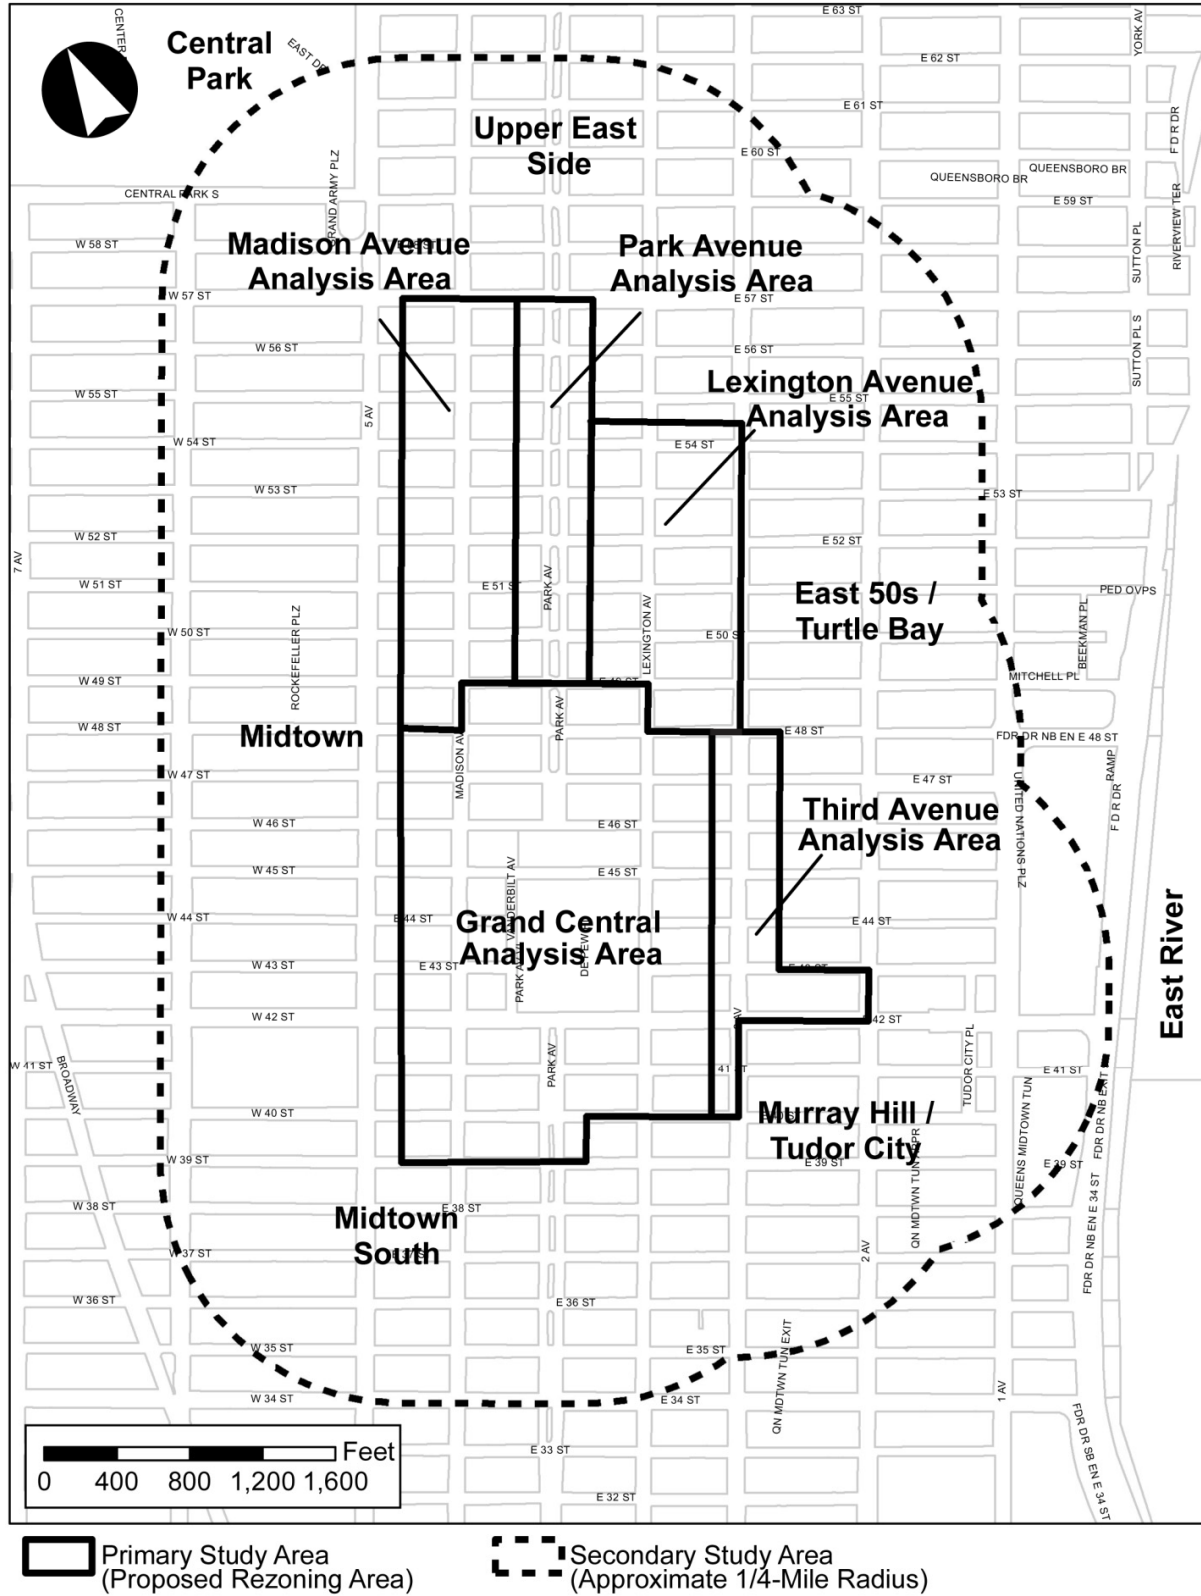 E 63 ST
CENTER
YORK AV
Central
Park
EAST DR
E 62 ST
E 61 ST
F D R DR
Upper East
Side
E 60 ST
GRAND ARMY PLZ
QUEENSBORO BR
QUEENSBORO BR
CENTRAL PARK S
E 59 ST
RIVERVIEW TER
SUTTON PL
W 58 ST
Madison Avenue
Analysis Area
Park Avenue
Analysis Area
W 57 ST
E 57 ST
SUTTON PL S
W 56 ST
E 56 ST
Lexington Avenue
Analysis Area
W 55 ST
E 55 ST
5 AV
W 54 ST
E 54 ST
W 53 ST
E 53 ST
W 52 ST
E 52 ST
7 AV
W 51 ST
E 51 ST
PARK AV
PED OVPS
East 50s /
Turtle Bay
ROCKEFELLER PLZ
LEXINGTON AV
BEEKMAN PL
W 50 ST
E 50 ST
W 49 ST
MITCHELL PL
PARK AV
W 48 ST
Midtown
MADISON AV
E 48 ST
FDR DR NB EN E 48 ST
W 47 ST
E 47 ST
UNITED NATIONS PLZ
RAMP
F D R DR
Third Avenue
Analysis Area
W 46 ST
E 46 ST
W 45 ST
E 45 ST
VANDERBILT AV
W 44 ST
E 44 ST
E 44 ST
Grand Central
Analysis Area
W 43 ST
E 43 ST
East River
W 42 ST
42 ST
TUDOR CITY PL
W 41 ST
BROADWAY
PARK AV
41 ST
E 41 ST
QUEENS MIDTOWN TUN
FDR DR NB EXIT
W 40 ST
Murray Hill /
Tudor City
W 39 ST
E 39 ST
E 39 ST
W 38 ST
E 38 ST
Midtown
South
FDR DR NB EN E 34 ST
W 37 ST
2 AV
W 36 ST
E 36 ST
W 35 ST
E 35 ST
QN MDTWN TUN EXIT
W 34 ST
E 34 ST
1 AV
FDR DR SB EN E 34 ST
E 33 ST
Feet
0 400 800 1,200 1,600
E 32 ST
Primary Study Area
(Proposed Rezoning Area)
Secondary Study Area
(Approximate 1/4-Mile Radius)